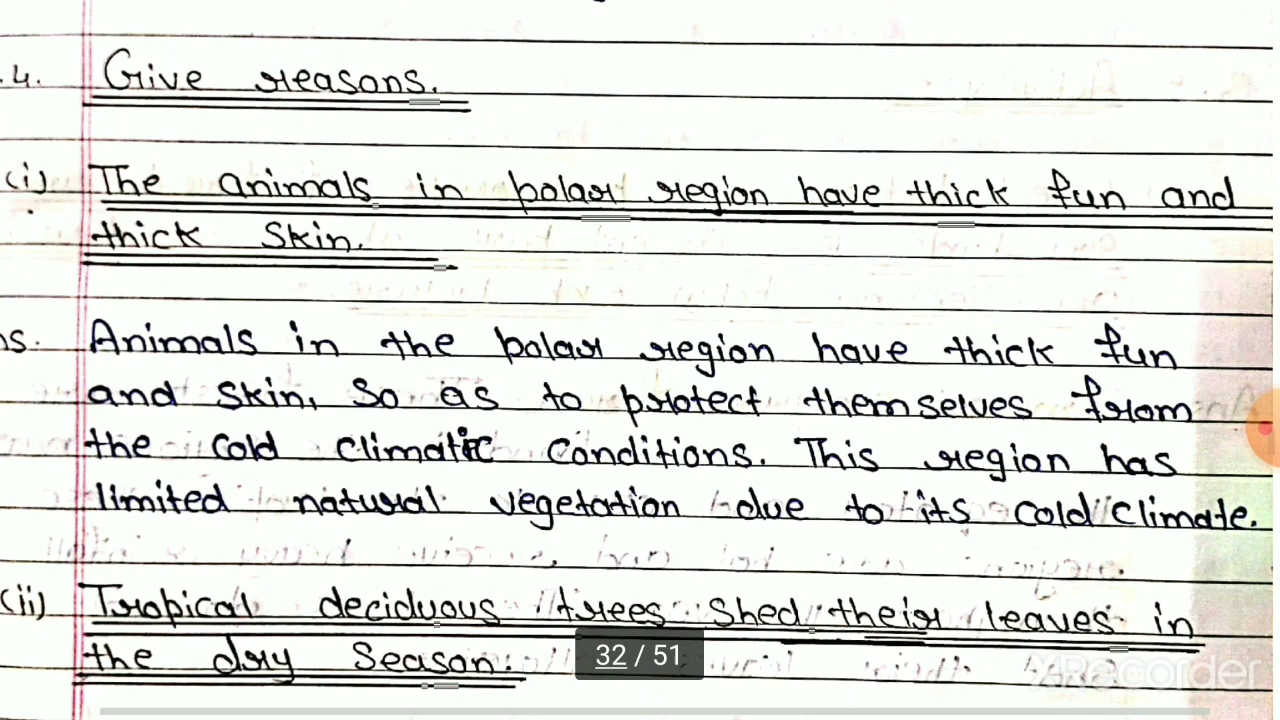 .4. Give reasons.
(i) The animals in polar region have thick fur and
thick skin.
ns. Animals in the polar region have thick fur
and skin, so as to protect themselves from
the cold climatic conditions. This region has
limited natural vegetation due to its cold climate.
(ii) Tropical deciduous trees shed their leaves in
the dry season.
32 / 51
XRecorder